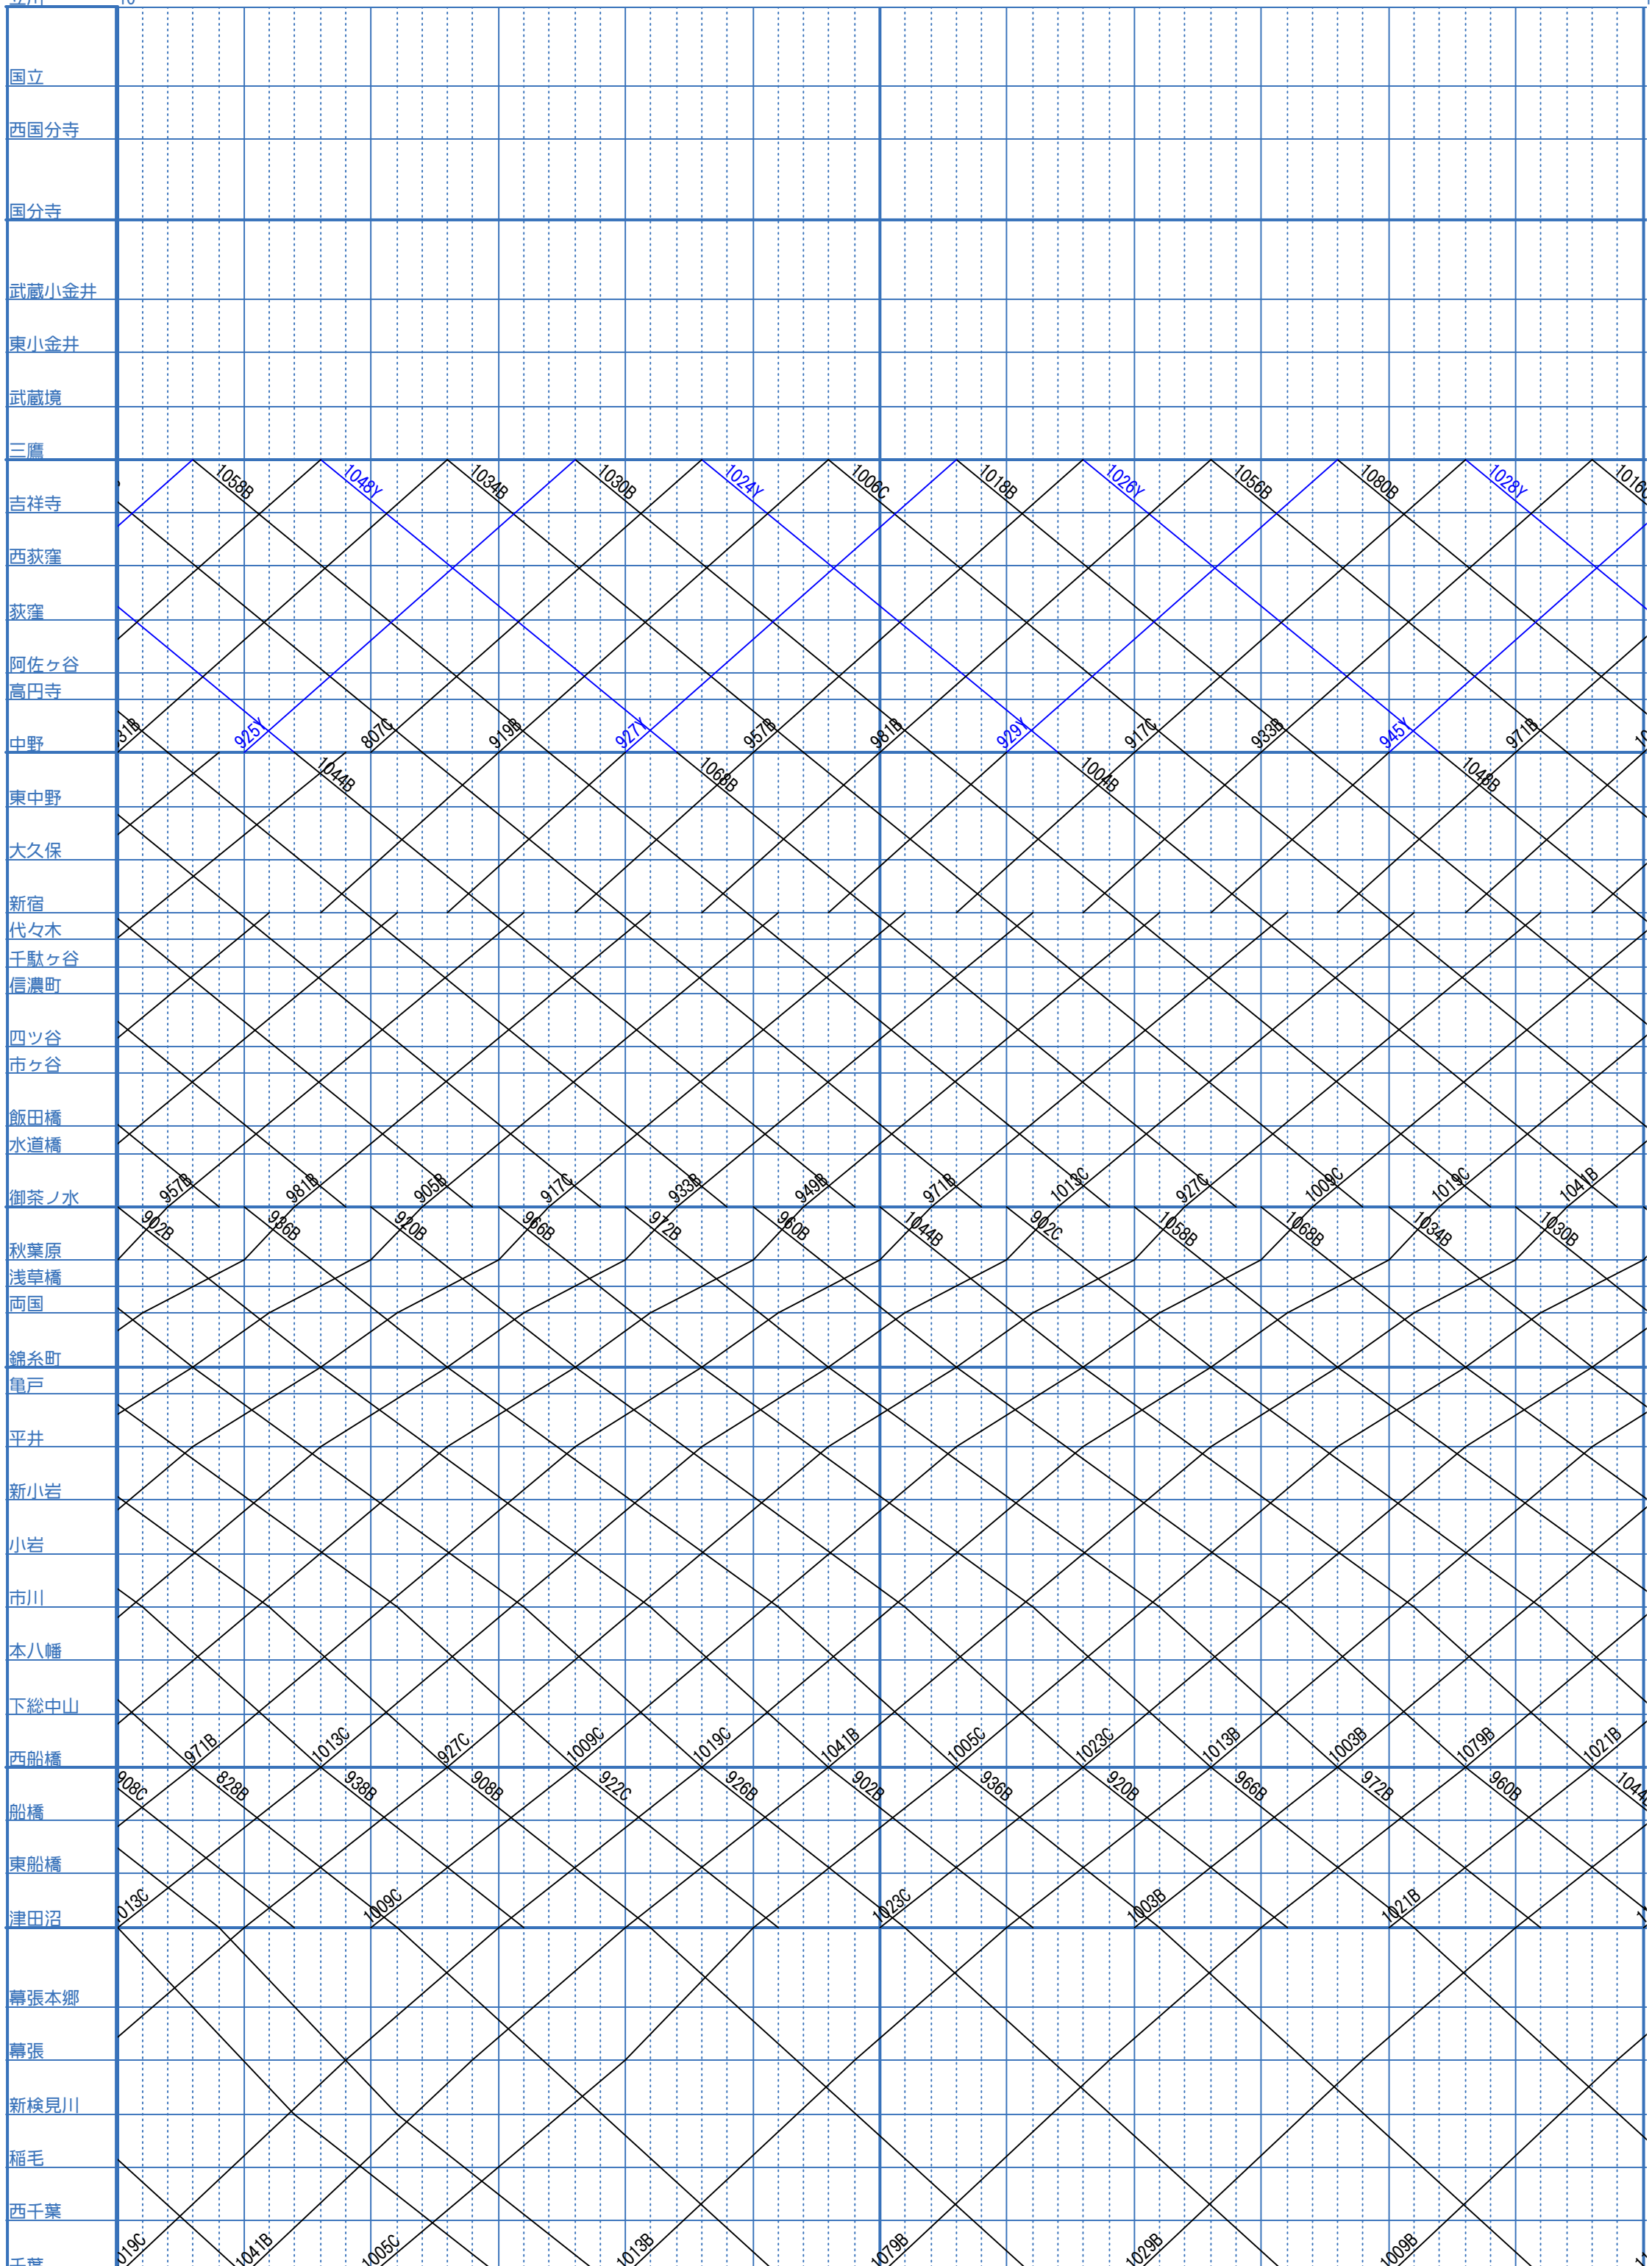 国立
西国分寺
国分寺
武蔵小金井
東小金井
武蔵境
三鷹
1058B 1048Y 1034B 1030B 1024Y 1006C 1018B 1026Y 1056B 1080B 1028Y
吉祥寺
西荻窪
荻窪
阿佐ヶ谷
高円寺
中野 925Y 807C 919B 927Y 957B 981B 929Y 917C 933B 945Y 971B
1044B 1068B 1004B 1048B
東中野
大久保
新宿
代々木
千駄ヶ谷
信濃町
四ツ谷
市ヶ谷
飯田橋
水道橋
御茶ノ水 957B 981B 905B 917C 933B 949B 971B 1013C 927C 1009C 1019C 1041B
902B 936B 920B 966B 972B 960B 1044B 902C 1058B 1068B 1034B 1030B
秋葉原
浅草橋
両国
錦糸町
亀戸
平井
新小岩
小岩
市川
本八幡
下総中山
西船橋 971B 1013C 927C 1009C 1019C 1041B 1005C 1023C 1013B 1003B 1079B 1021B
908C 828B 938B 908B 922C 926B 902B 936B 920B 966B 972B 960B
船橋
東船橋
津田沼 1013C 1009C 1023C 1003B 1021B
幕張本郷
幕張
新検見川
稲毛
西千葉
1041B 1005C 1013B 1079B 1029B 1009B